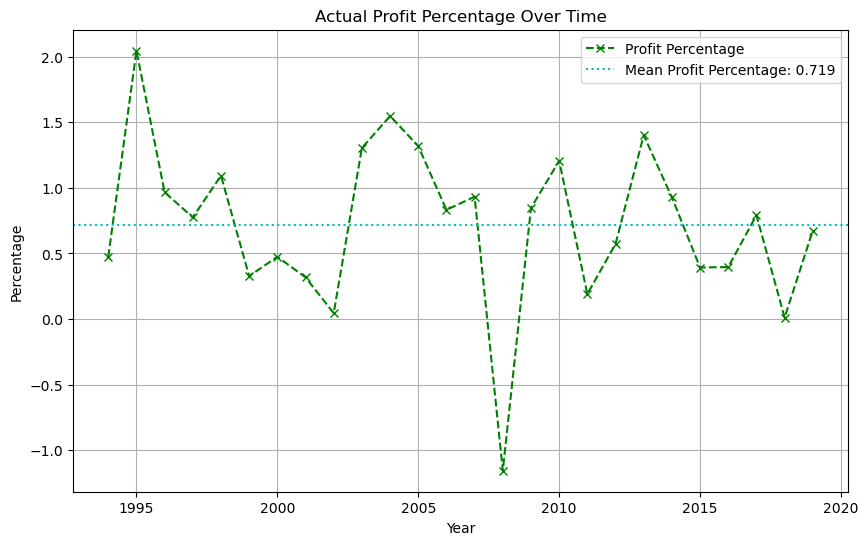 Actual Profit Percentage Over Time
Profit Percentage
Mean Profit Percentage: 0.719
2.0
1.5
1.0
0.5
0.0
−0.5
−1.0
Percentage
1995 2000 2005 2010 2015 2020
Year